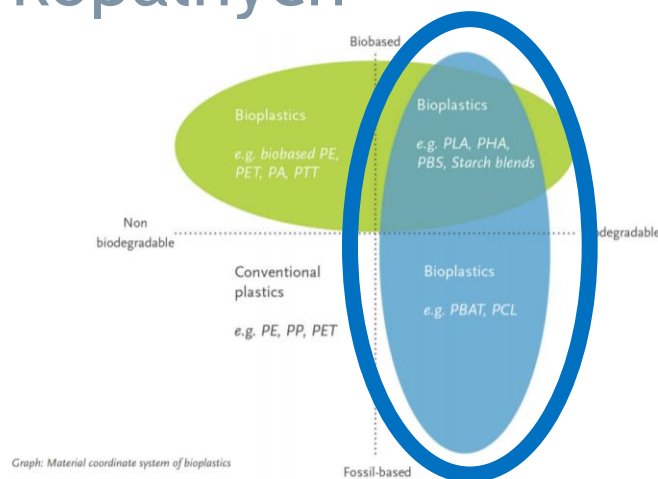 Biobased
Bioplastics
e.g. biobased PE,
PET, PA, PTT
Bioplastics
e.g. PLA, PHA,
PBS, Starch blends
Non
biodegradable
Conventional
plastics
e.g. PE, PP, PET
Bioplastics
e.g. PBAT, PCL
Graph: Material coordinate system of bioplastics
Fossil-based